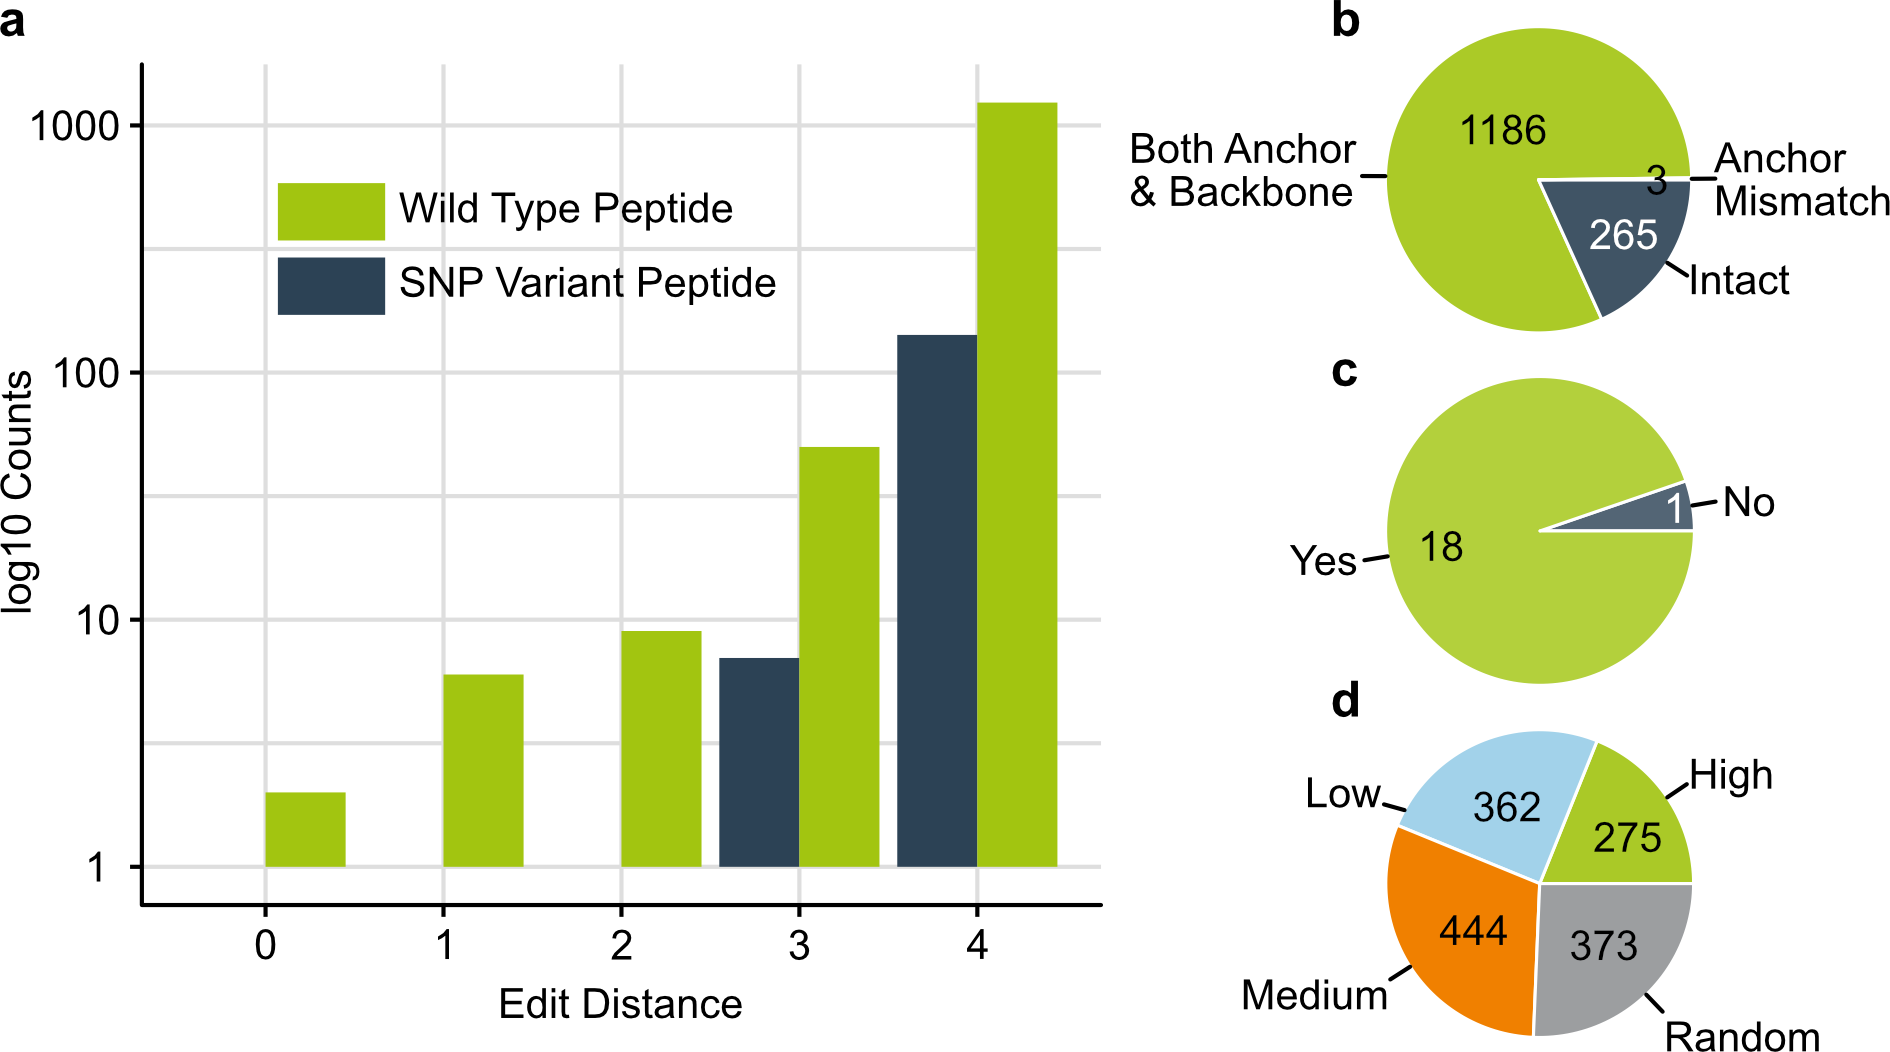 a
1000
100
10
1
log10 Counts
Wild Type Peptide
SNP Variant Peptide
0 1 2 3 4
Edit Distance
b
1186
Both Anchor
& Backbone
3
Anchor
Mismatch
265
Intact
c
1
No
18
Yes
d
Low
362
High
275
444
373
Medium
Random